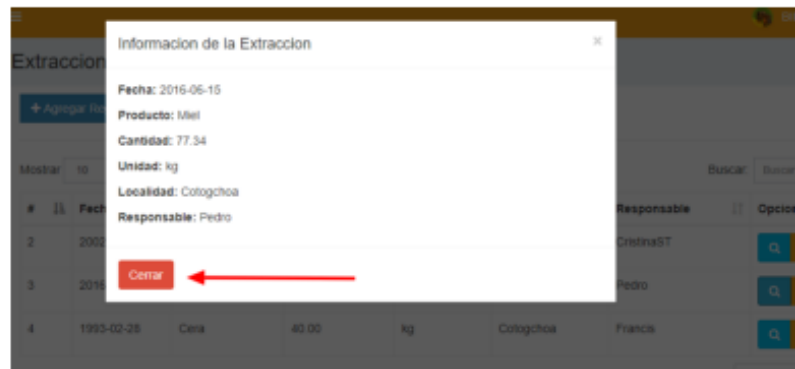 Informacion de la Extraccion ×
Extraccion
Fecha: 2016-06-15
+ Agregar
Producto: Miel
Cantidad: 77.34
Mostrar 10
Unidad: kg
Buscar:
Localidad: Cotogchoa
# Responsable
Responsable: Pedro
2 CristinaST
Cerrar
3 Pedro
4 1993-02-28 Cera 40.00 kg Cotogchoa Francis